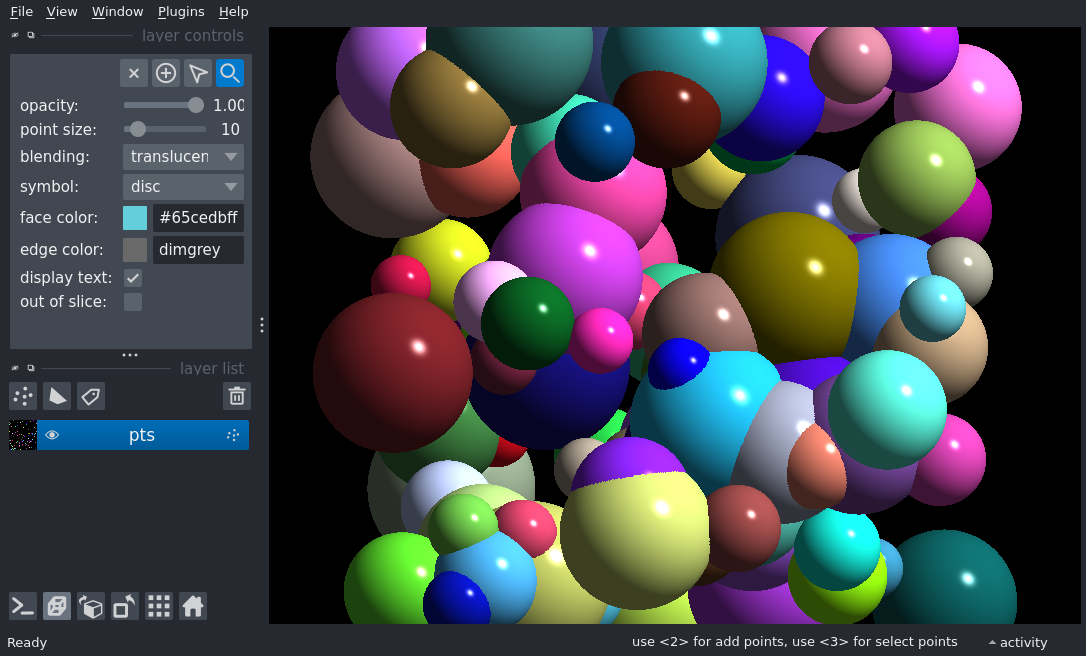 File View Window Plugins Help
layer controls
opacity: 1.00
point size: 10
blending: translucen
symbol: disc
face color: #65cedbff
edge color: dimgrey
display text:
out of slice:
layer list
pts
Ready use <2> for add points, use <3> for select points activity